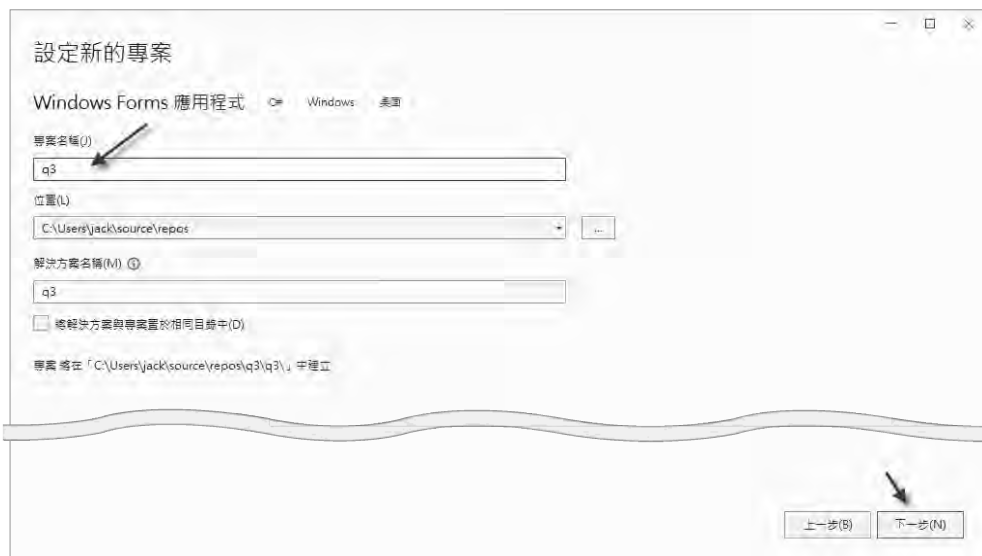 設定新的專案
Windows Forms 應用程式 C# Windows 桌面
專案名稱(J)
q3
位置(L)
C:\Users\jack\source\repos
...
解決方案名稱(M)
q3
將解決方案與專案置於相同目錄中(D)
專案 將在「C:\Users\jack\source\repos\q3\q3\」中建立
上一步(B) 下一步(N)